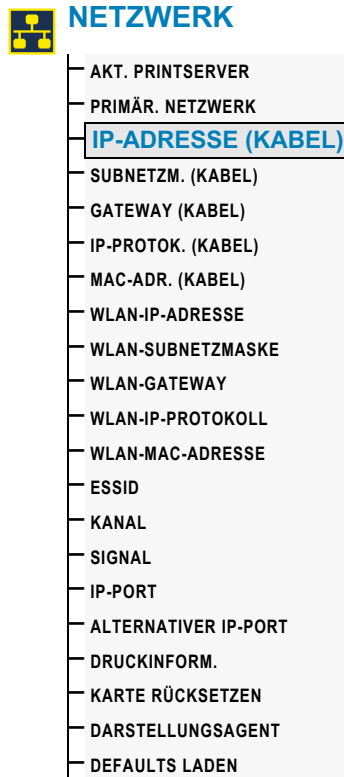 NETZWERK
AKT. PRINTSERVER
PRIMÄR. NETZWERK
IP-ADRESSE (KABEL)
SUBNETZM. (KABEL)
GATEWAY (KABEL)
IP-PROTOK. (KABEL)
MAC-ADR. (KABEL)
WLAN-IP-ADRESSE
WLAN-SUBNETZMASKE
WLAN-GATEWAY
WLAN-IP-PROTOKOLL
WLAN-MAC-ADRESSE
ESSID
KANAL
SIGNAL
IP-PORT
ALTERNATIVER IP-PORT
DRUCKINFORM.
KARTE RÜCKSETZEN
DARSTELLUNGSAGENT
DEFAULTS LADEN